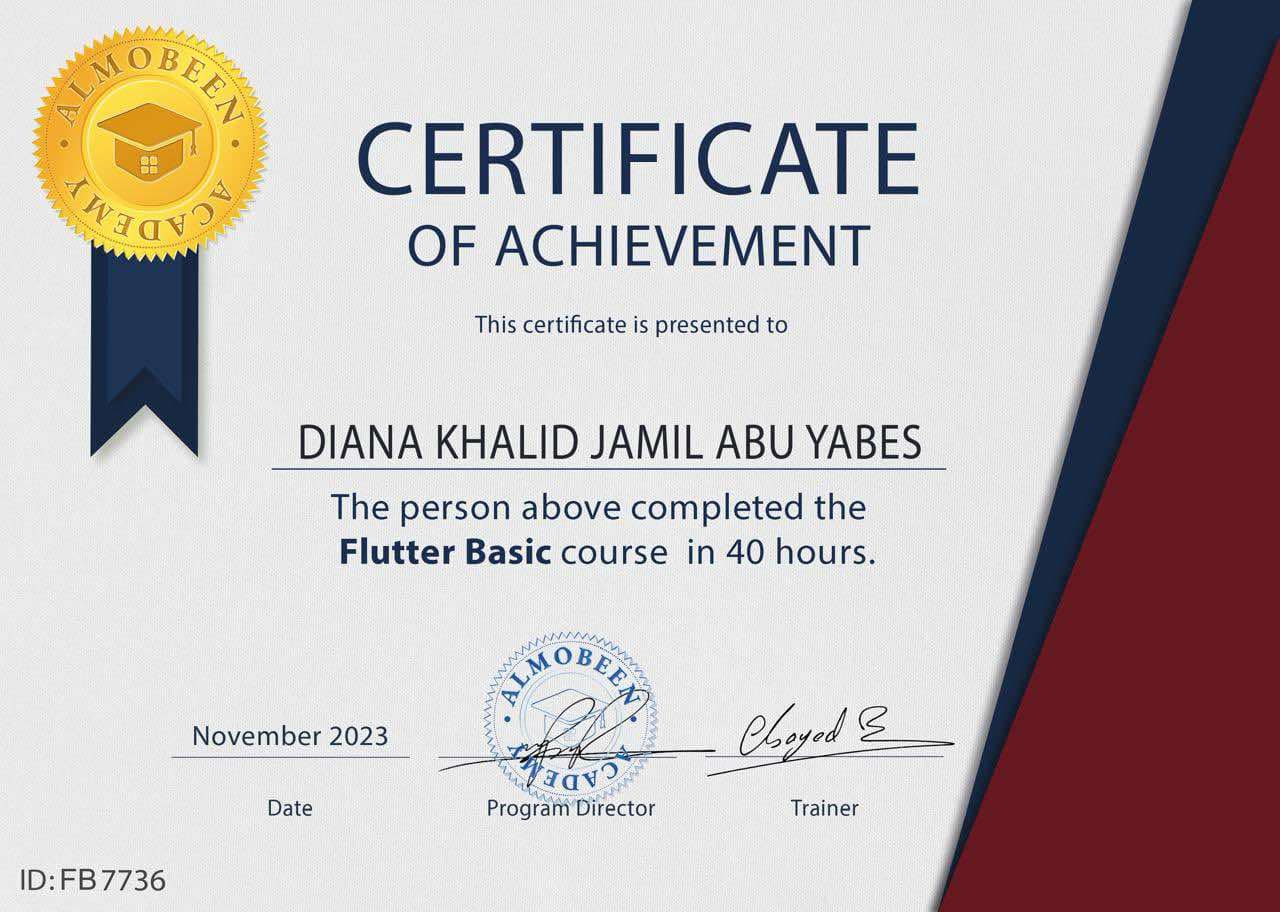 ALMOBEEN
ACADEMY
CERTIFICATE
OF ACHIEVEMENT
This certificate is presented to
DIANA KHALID JAMIL ABU YABES
The person above completed the
Flutter Basic course in 40 hours.
ALMOBEEN
ACADEMY
November 2023
Date
Program Director
Trainer
ID:FB7736